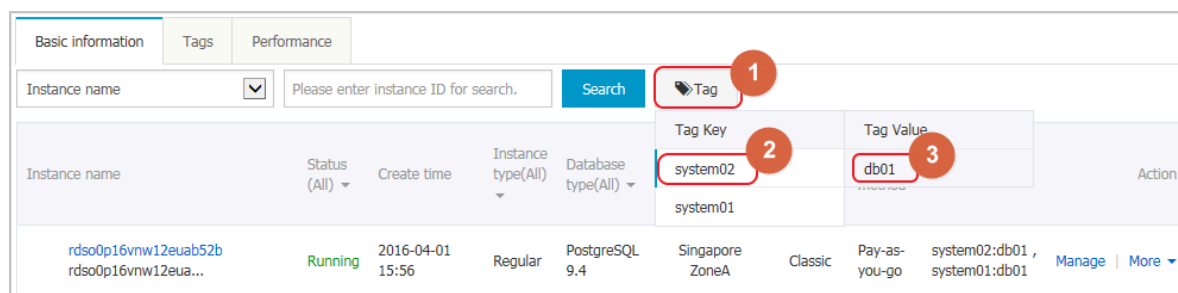 Basic information Tags Performance
Instance name Please enter instance ID for search. Search Tag 1
Tag Key Tag Value
system02 2 db01 3
system01
Instance name Status (All) Create time Instance type(All) Database type(All) Action
rdso0p16vnw12euab52b
rdso0p16vnw12eua...
Running 2016-04-01 15:56 Regular PostgreSQL 9.4 Singapore ZoneA Classic Pay-as-you-go system02:db01 , system01:db01 Manage | More